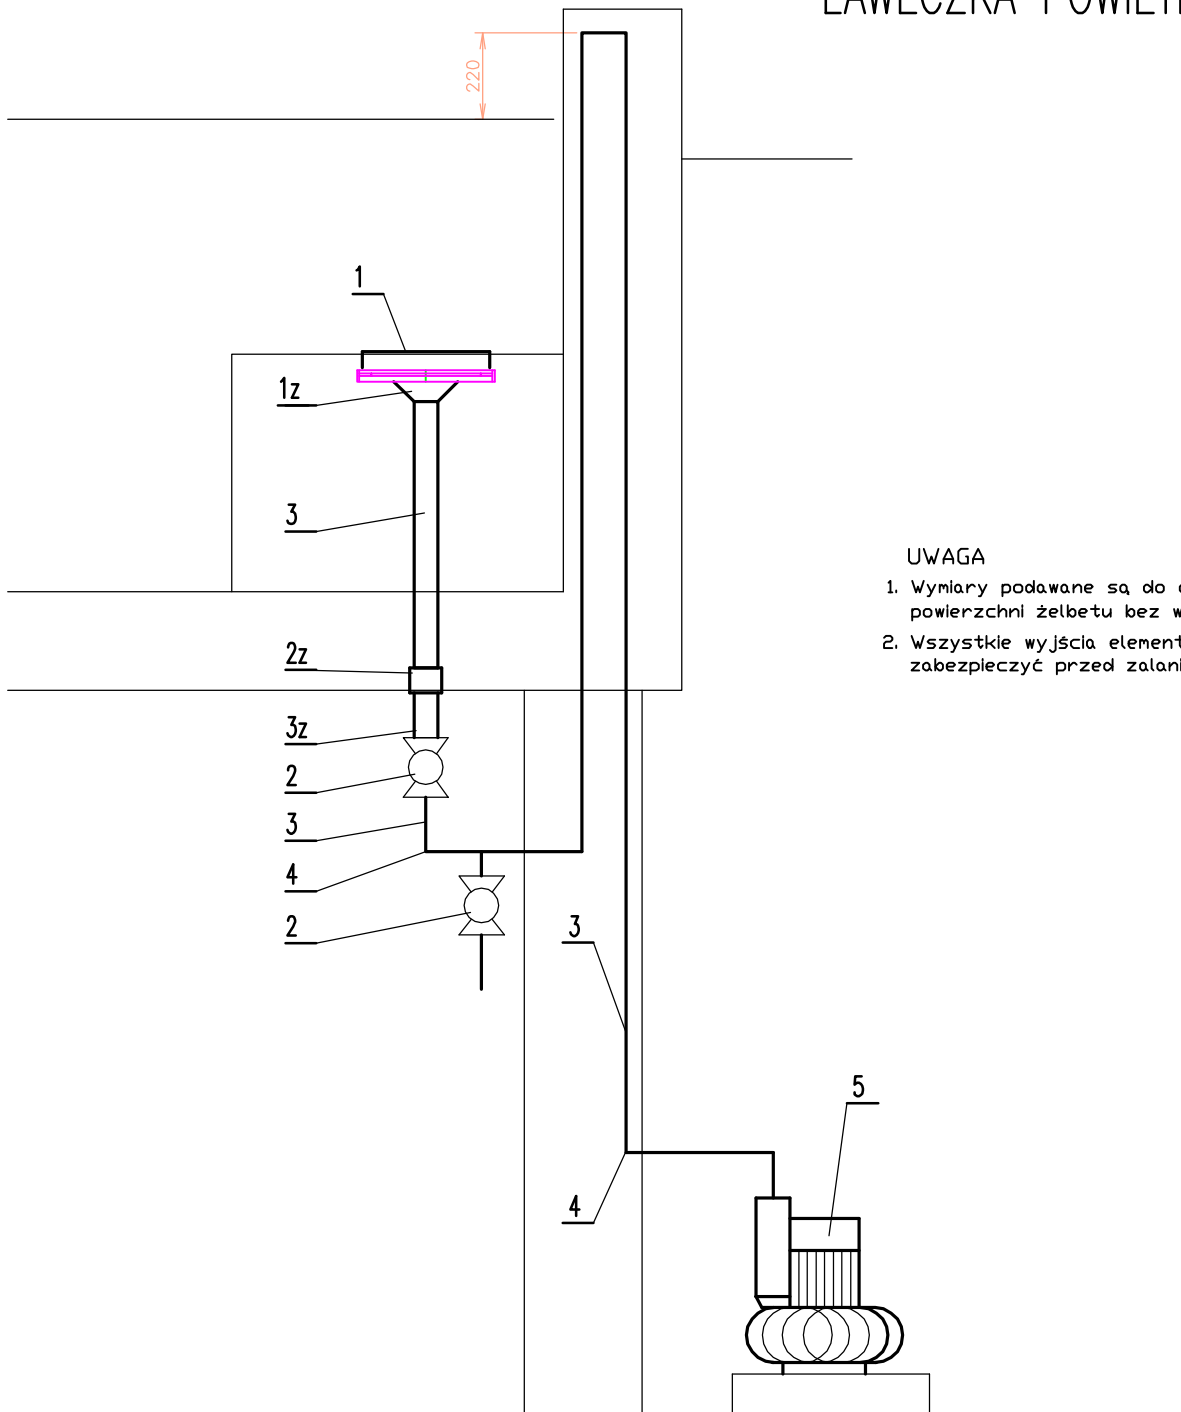 220
1
1z
3
UWAGA
1. Wymiary podawane są do
powierzchni żelbetu bez
2. Wszystkie wyjścia
zabezpieczyć przed
2z
3z
2
3
4
2
3
5
4